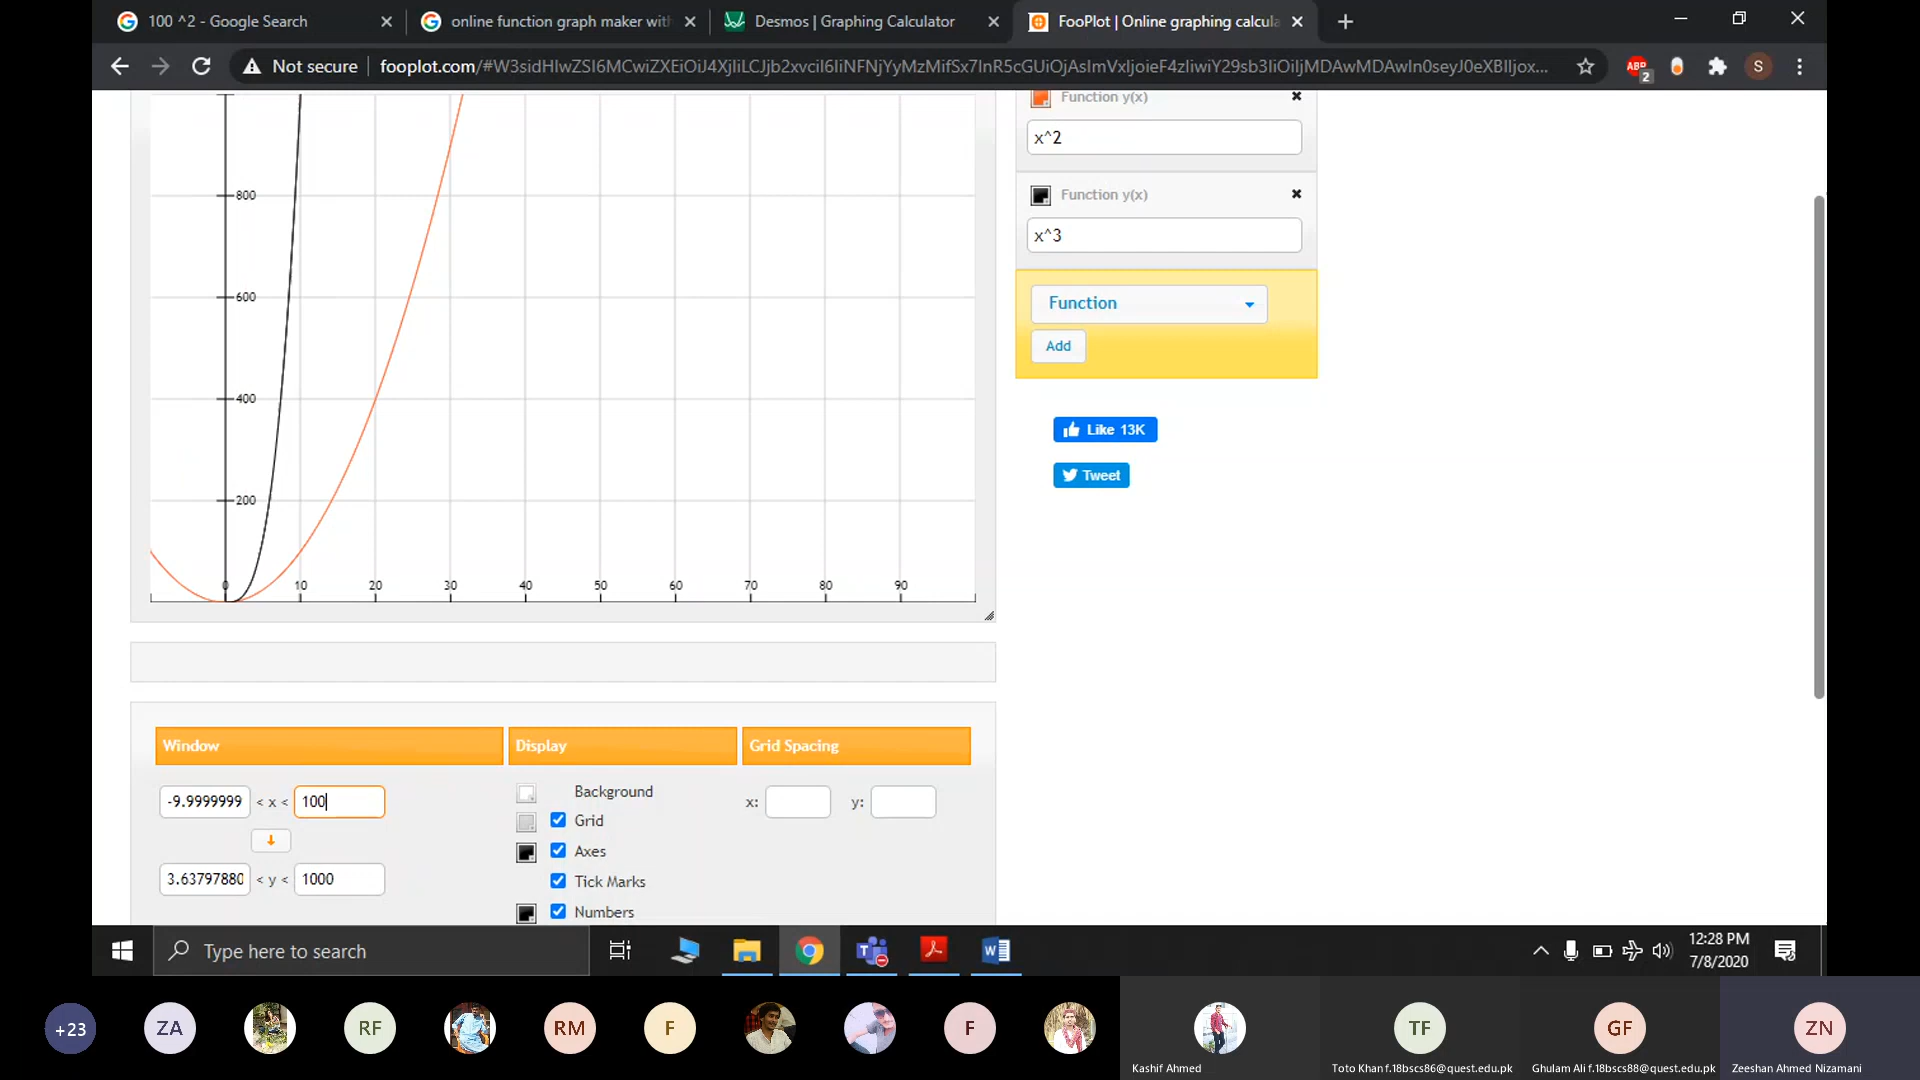 100 ^2 - Google Search
online function graph maker with
Desmos | Graphing Calculator
FooPlot | Online graphing calcula
Not secure
fooplot.com/#W3sidHlwZSI6MCwiZXEiOiJ4XjIiLCJjb2xvciI6IiNFNjYyMzMifSx7InR5cGUiOjAsImVxIjoieF4zIiwiY29sb3IiOiIjMDAwMDAwIn0seyJ0eXBlIjox...
ABP
2
S
800
600
400
200
0 10 20 30 40 50 60 70 80 90
Function y(x)
x^2
Function y(x)
x^3
Function
Add
Like 13K
Tweet
Window
Display
Grid Spacing
-9.9999999 < x < 100
3.63797880 < y < 1000
Background
Grid
Axes
Tick Marks
Numbers
x:
y:
Type here to search
12:28 PM
7/8/2020
+23
ZA
RF
RM
F
F
Kashif Ahmed
TF
Toto Khan f.18bscs86@quest.edu.pk
GF
Ghulam Ali f.18bscs88@quest.edu.pk
ZN
Zeeshan Ahmed Nizamani